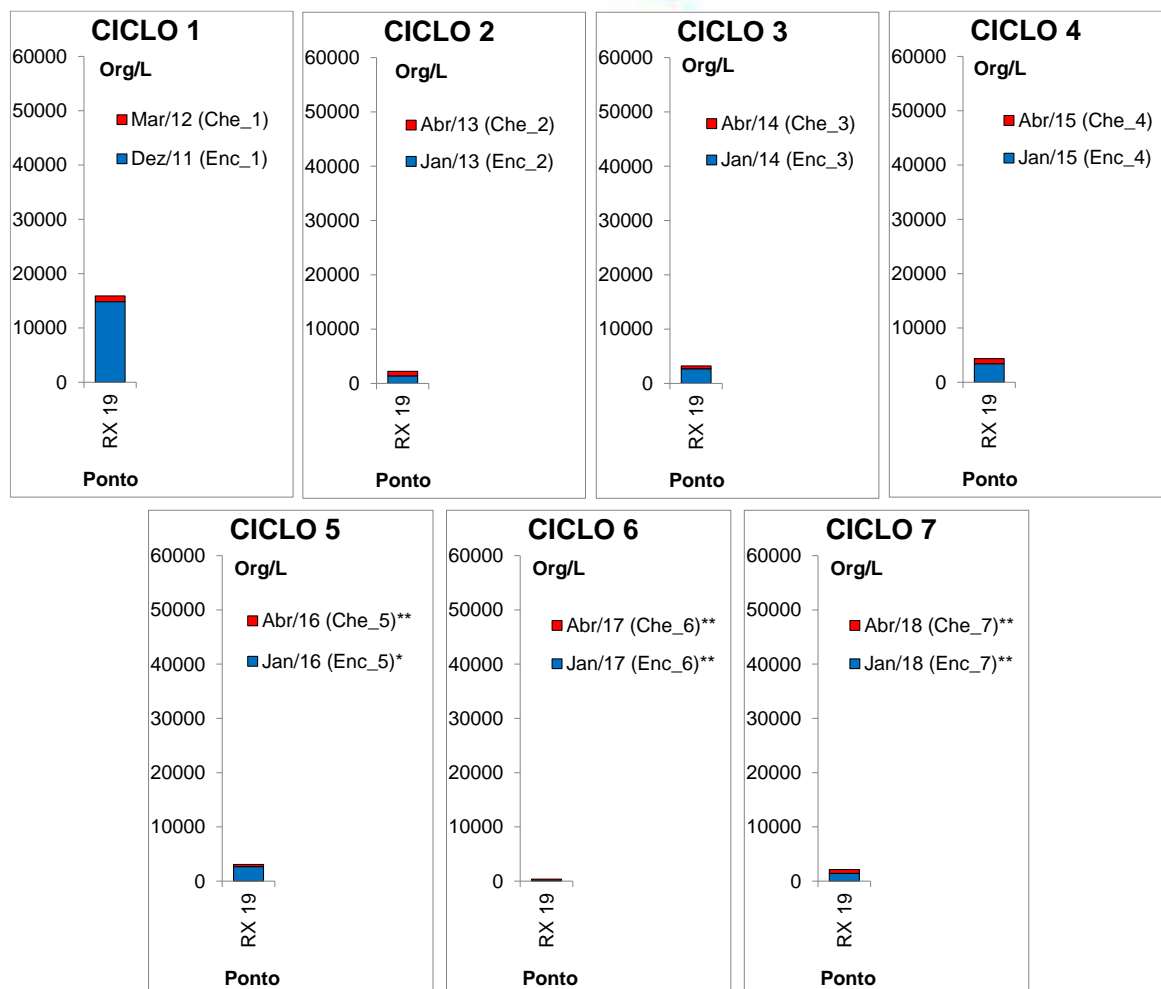 CICLO 1
60000
Org/L
50000
Mar/12 (Che_1)
40000
Dez/11 (Enc_1)
30000
20000
10000
0
RX 19
Ponto
CICLO 2
60000
Org/L
50000
Abr/13 (Che_2)
40000
Jan/13 (Enc_2)
30000
20000
10000
0
RX 19
Ponto
CICLO 3
60000
Org/L
50000
Abr/14 (Che_3)
40000
Jan/14 (Enc_3)
30000
20000
10000
0
RX 19
Ponto
CICLO 4
60000
Org/L
50000
Abr/15 (Che_4)
40000
Jan/15 (Enc_4)
30000
20000
10000
0
RX 19
Ponto
CICLO 5
60000
Org/L
50000
Abr/16 (Che_5)**
40000
Jan/16 (Enc_5)*
30000
20000
10000
0
RX 19
Ponto
CICLO 6
60000
Org/L
50000
Abr/17 (Che_6)**
40000
Jan/17 (Enc_6)**
30000
20000
10000
0
RX 19
Ponto
CICLO 7
60000
Org/L
50000
Abr/18 (Che_7)**
40000
Jan/18 (Enc_7)**
30000
20000
10000
0
RX 19
Ponto